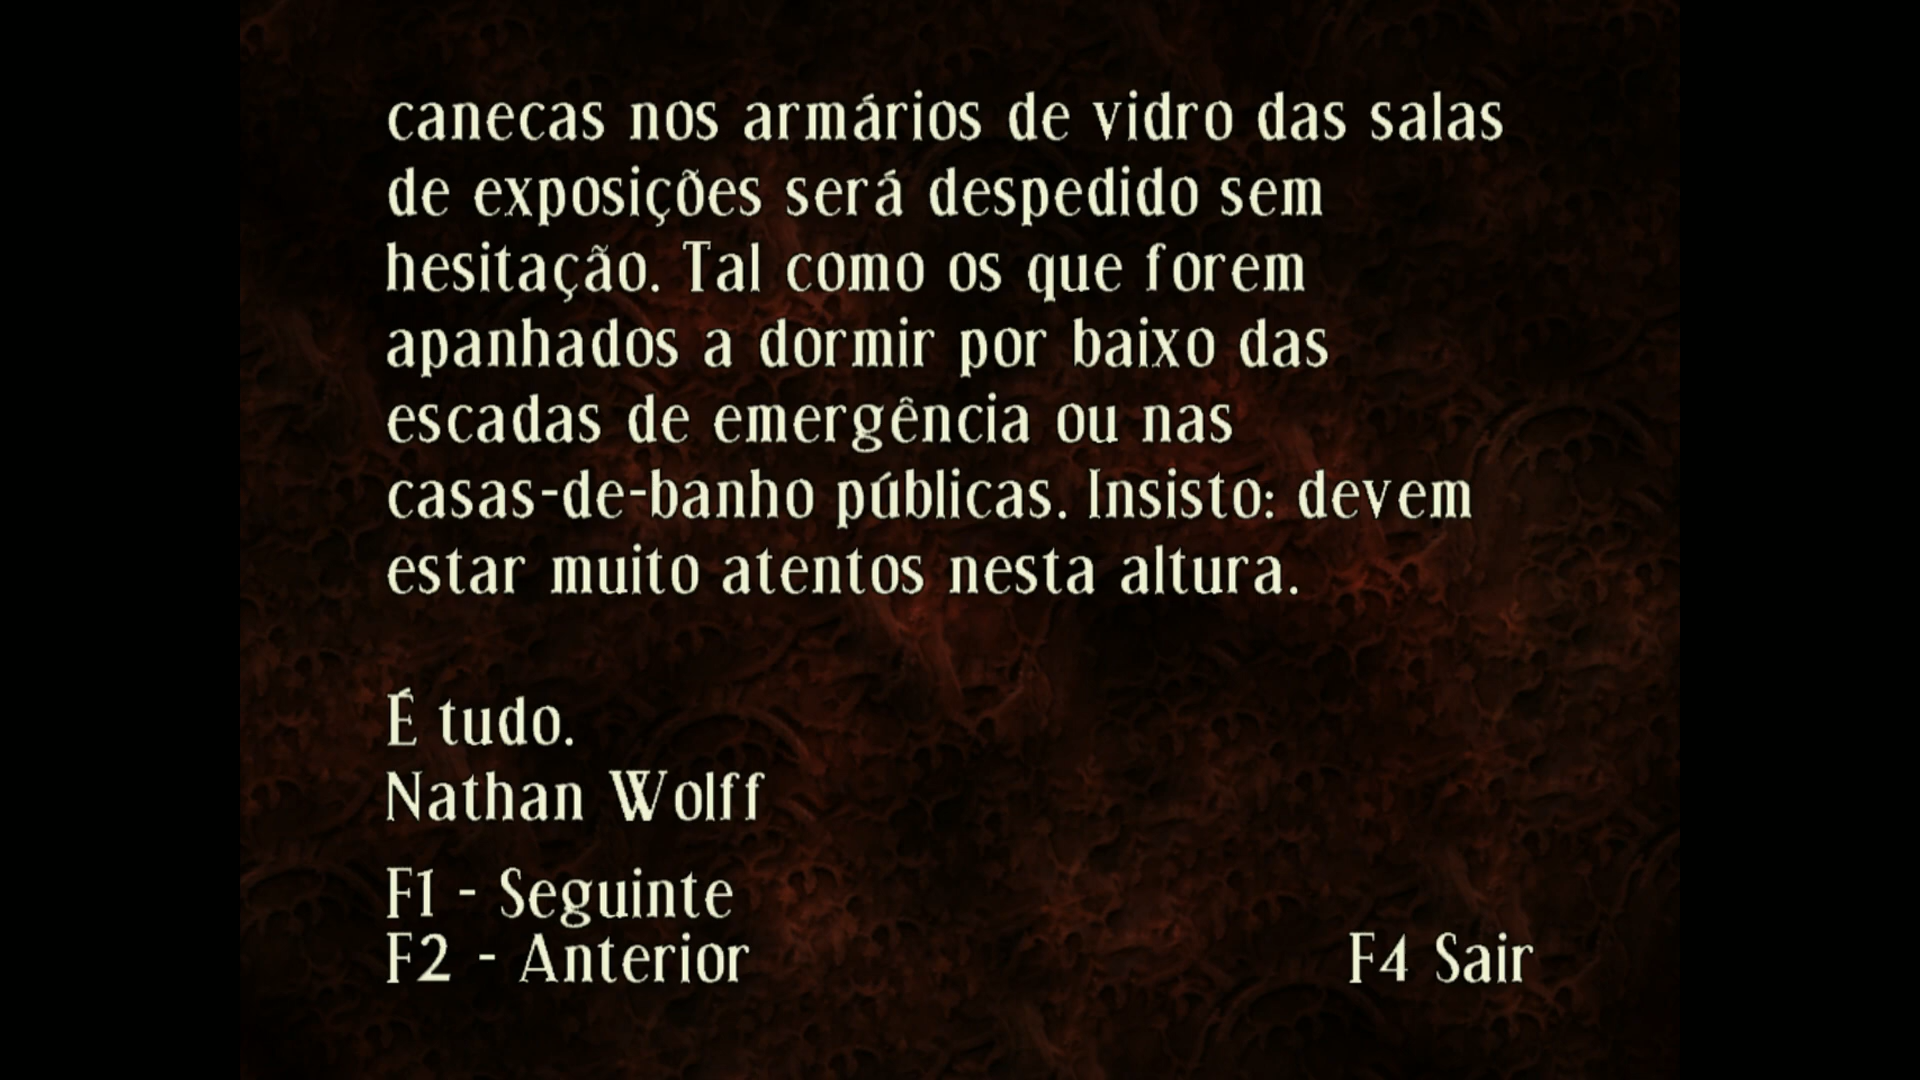 canecas nos armários de vidro das salas
de exposições será despedido sem
hesitação. Tal como os que forem
apanhados a dormir por baixo das
escadas de emergência ou nas
casas-de-banho públicas. Insisto: devem
estar muito atentos nesta altura.
É tudo.
Nathan Wolff
F1 - Seguinte
F2 - Anterior
F4 Sair